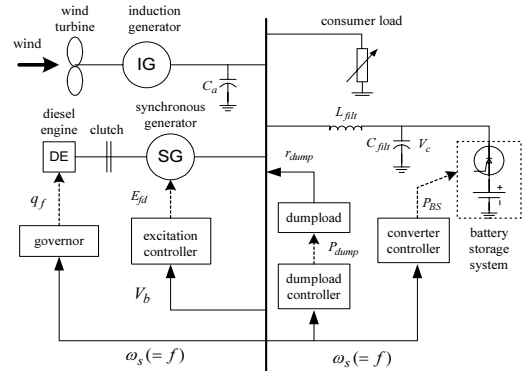 wind
turbine
induction
generator
consumer load
wind
IG
C_a
diesel
engine
clutch
synchronous
generator
L_filt
C_filt
V_c
DE
SG
r_dump
q_f
E_fd
dumpload
P_BS
+
governor
excitation
controller
P_dump
converter
controller
battery
storage
system
V_b
dumpload
controller
ω_s(= f)
ω_s(= f)